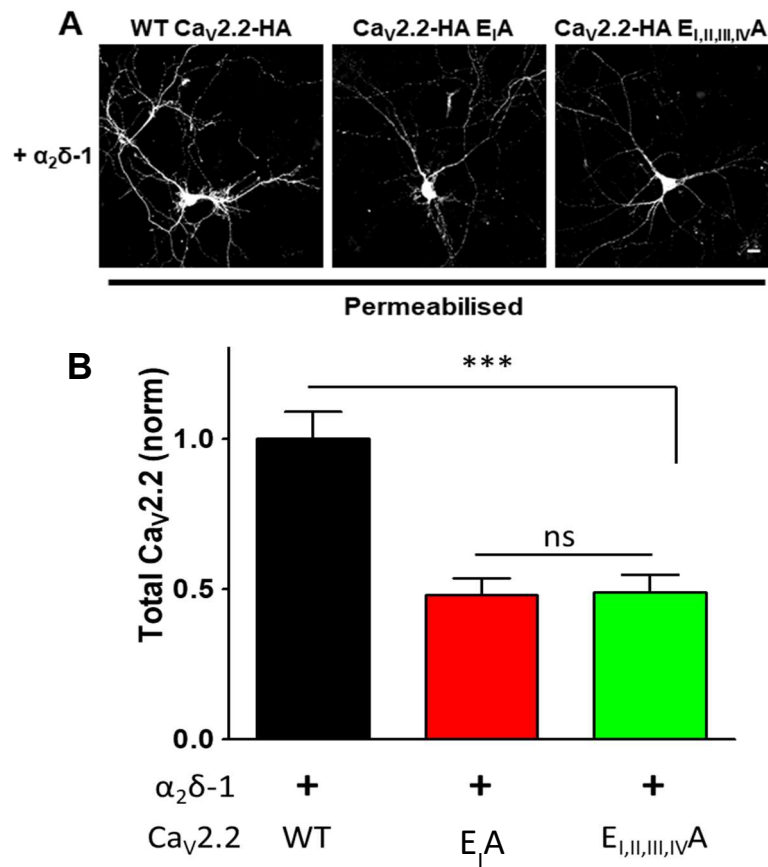 A
WT CaV2.2-HA CaV2.2-HA EIA CaV2.2-HA EI,II,III,IVA
+ α2δ-1
Permeabilised
B
Total CaV2.2 (norm)
***
1.0
ns
0.5
0.0
α2δ-1 + + +
CaV2.2 WT EIA EI,II,III,IVA